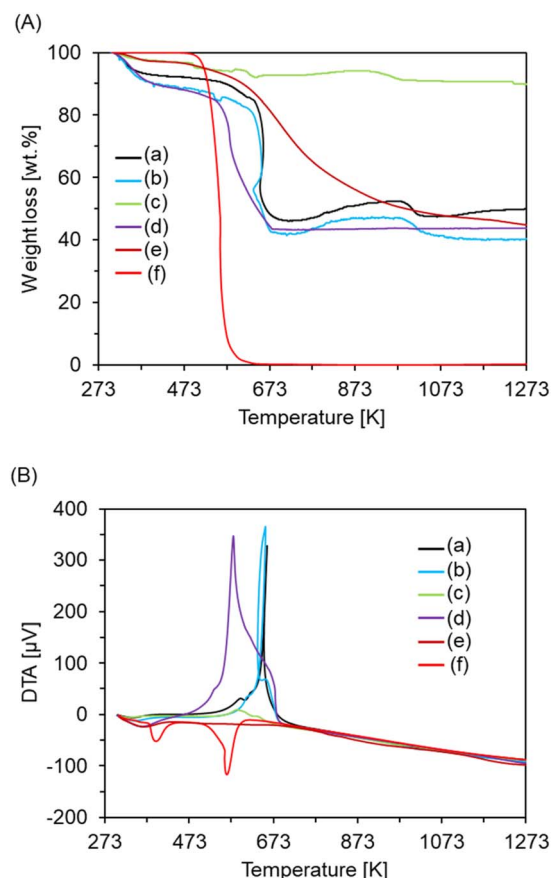 (A)
100
80
60
40
20
0
Weight loss [wt.%]
(a)
(b)
(c)
(d)
(e)
(f)
273 473 673 873 1073 1273
Temperature [K]
(B)
400
300
200
100
0
-100
-200
DTA [µV]
(a)
(b)
(c)
(d)
(e)
(f)
273 473 673 873 1073 1273
Temperature [K]